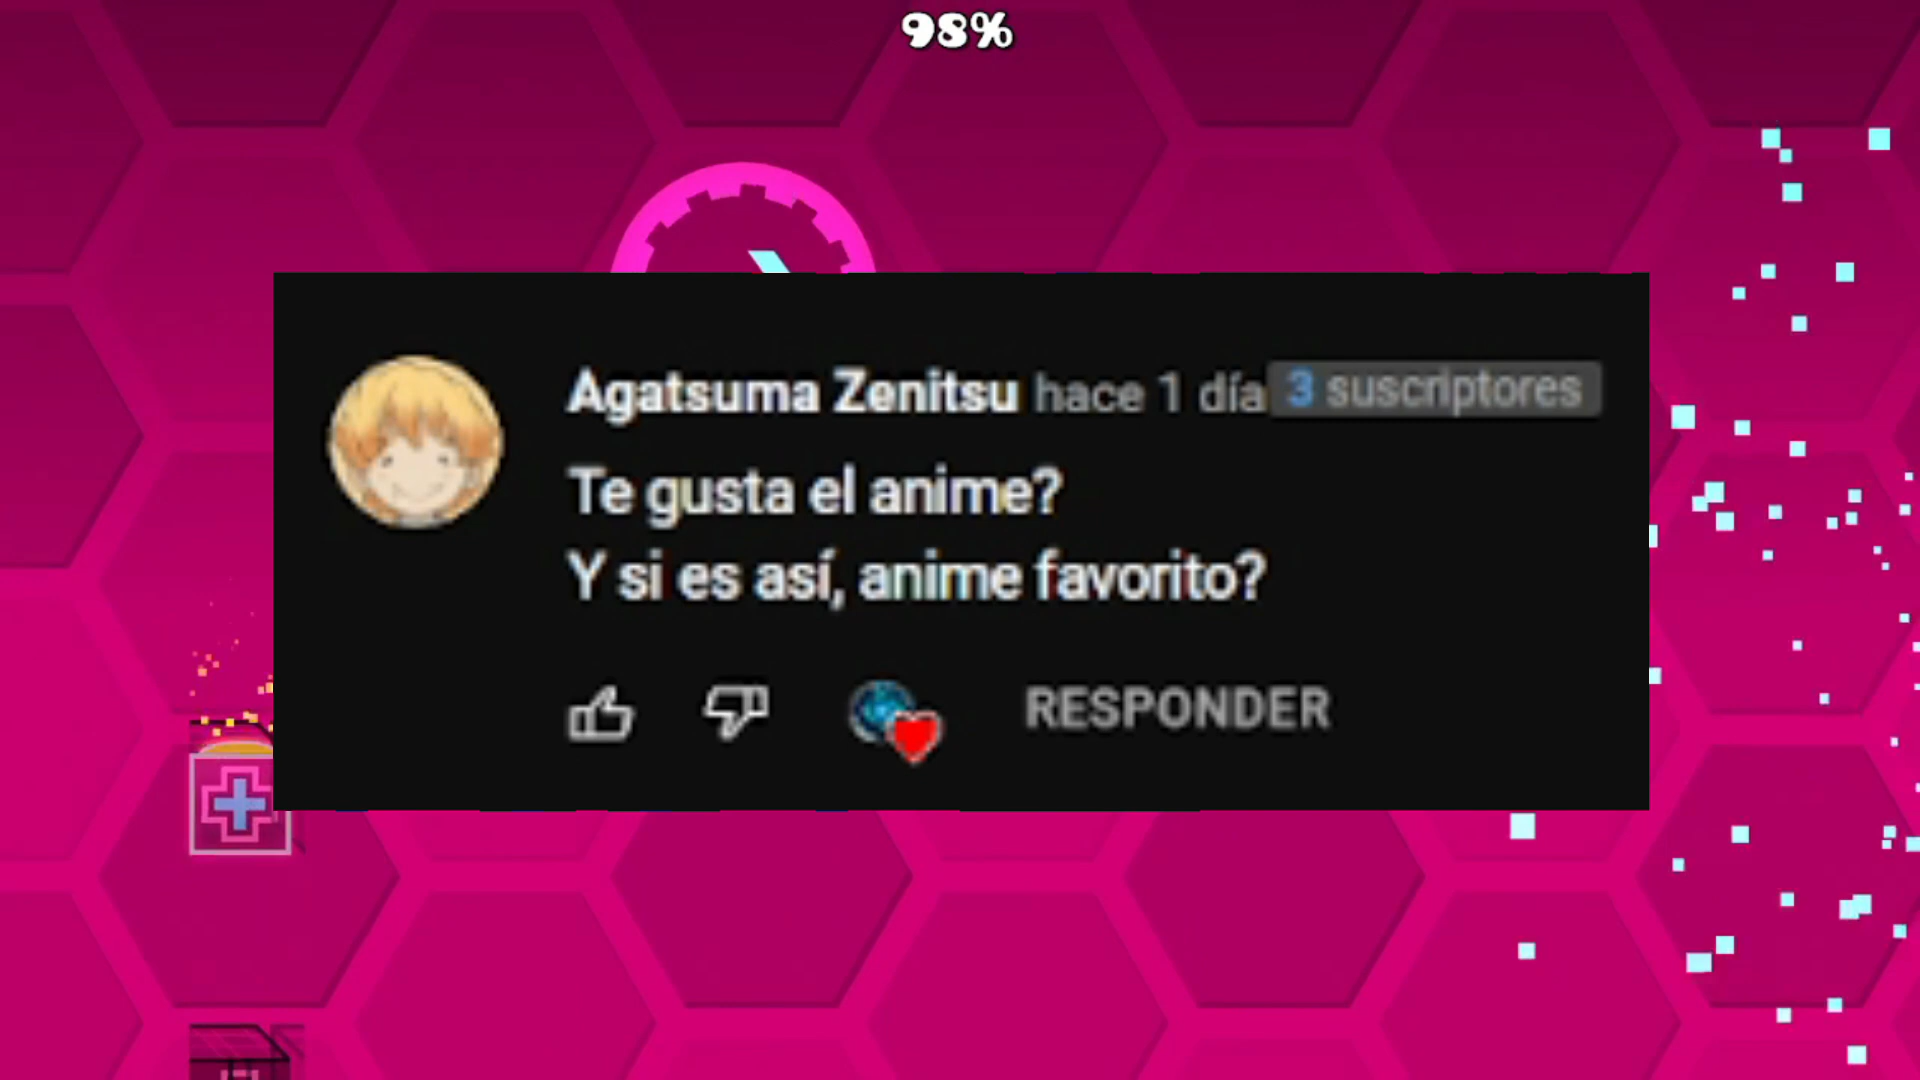 98%
Agatsuma Zenitsu hace 1 día 3 suscriptores
Te gusta el anime?
Y si es así, anime favorito?
RESPONDER